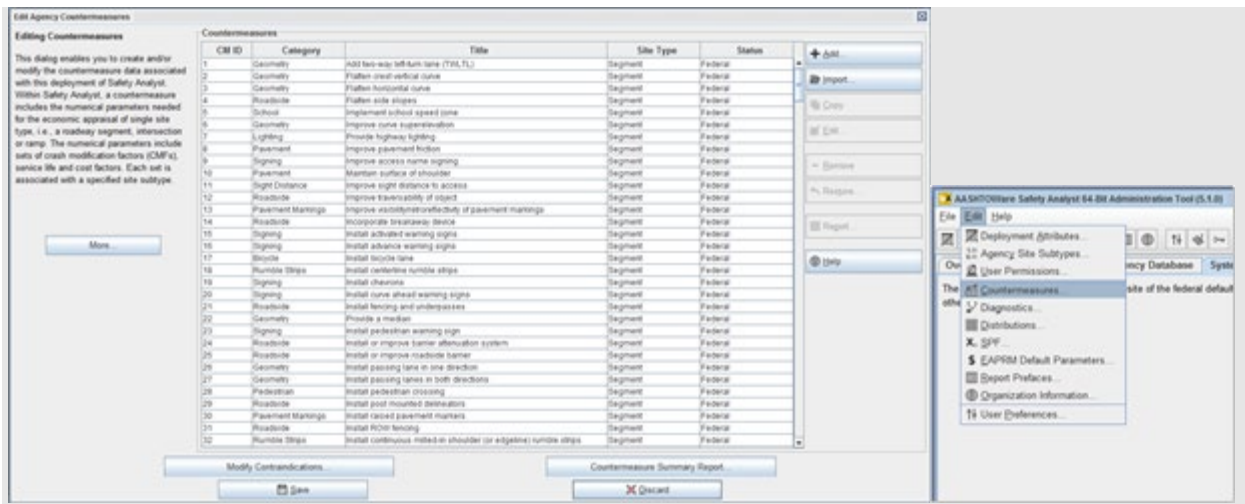 Edit Agency Countermeasures
Editing Countermeasures
This dialog enables you to create and/or
modify the countermeasure data associated
with this deployment of Safety Analyst.
Within Safety Analyst, a countermeasure
includes the numerical parameters needed
for the economic appraisal of single site
type, i.e., a roadway segment, intersection
or ramp. The numerical parameters include
sets of crash modification factors (CMFs),
service life and cost factors. Each set is
associated with a specified site subtype.
More...
Countermeasures
CM ID Category Title Site Type Status
1 Geometry Add two-way left-turn lane (TWLTL) Segment Federal
2 Geometry Flatten crest vertical curve Segment Federal
3 Geometry Flatten horizontal curve Segment Federal
4 Roadside Flatten side slopes Segment Federal
5 School Implement school speed zone Segment Federal
6 Geometry Improve curve superelevation Segment Federal
7 Lighting Provide highway lighting Segment Federal
8 Pavement Improve pavement friction Segment Federal
9 Signing Improve access name signing Segment Federal
10 Pavement Maintain surface of shoulder Segment Federal
11 Sight Distance Improve sight distance to access Segment Federal
12 Roadside Improve traversability of object Segment Federal
13 Pavement Markings Improve visibility/retroreflectivity of pavement markings Segment Federal
14 Roadside Incorporate breakaway device Segment Federal
15 Signing Install activated warning signs Segment Federal
16 Signing Install advance warning signs Segment Federal
17 Bicycle Install bicycle lane Segment Federal
18 Rumble Strips Install centerline rumble strips Segment Federal
19 Signing Install chevrons Segment Federal
20 Signing Install curve ahead warning signs Segment Federal
21 Roadside Install fencing and underpasses Segment Federal
22 Geometry Provide a median Segment Federal
23 Signing Install pedestrian warning sign Segment Federal
24 Roadside Install or improve barrier attenuation system Segment Federal
25 Roadside Install or improve roadside barrier Segment Federal
26 Geometry Install passing lane in one direction Segment Federal
27 Geometry Install passing lanes in both directions Segment Federal
28 Pedestrian Install pedestrian crossing Segment Federal
29 Roadside Install post mounted delineators Segment Federal
30 Pavement Markings Install raised pavement markers Segment Federal
31 Roadside Install ROW fencing Segment Federal
32 Rumble Strips Install continuous milled-in shoulder (or edgeline) rumble strips Segment Federal
Add...
Import...
Copy
Edit...
Remove
Restore
Report...
Help
Modify Contraindications...
Countermeasure Summary Report...
Save
Discard
AASHTOWare Safety Analyst 64-Bit Administration Tool (5.1.0)
File Edit Help
Deployment Attributes...
Agency Site Subtypes...
User Permissions...
Countermeasures...
Diagnostics...
Distributions...
SPF...
EAPRM Default Parameters...
Report Prefaces...
Organization Information...
User Preferences...
ency Database Syste
The
othe
site of the federal default